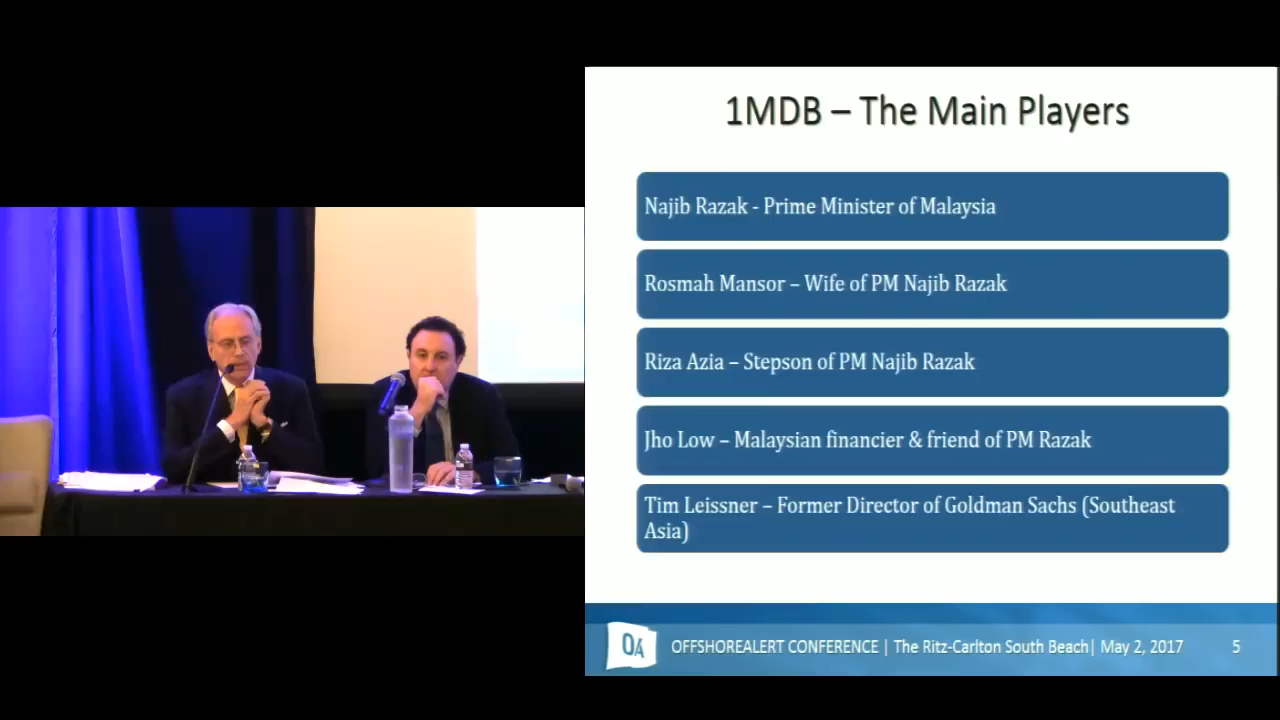 1MDB – The Main Players
Najib Razak - Prime Minister of Malaysia
Rosmah Mansor – Wife of PM Najib Razak
Riza Azia – Stepson of PM Najib Razak
Jho Low – Malaysian financier & friend of PM Razak
Tim Leissner – Former Director of Goldman Sachs (Southeast
Asia)
OA OFFSHOREALERT CONFERENCE | The Ritz-Carlton South Beach| May 2, 2017 5